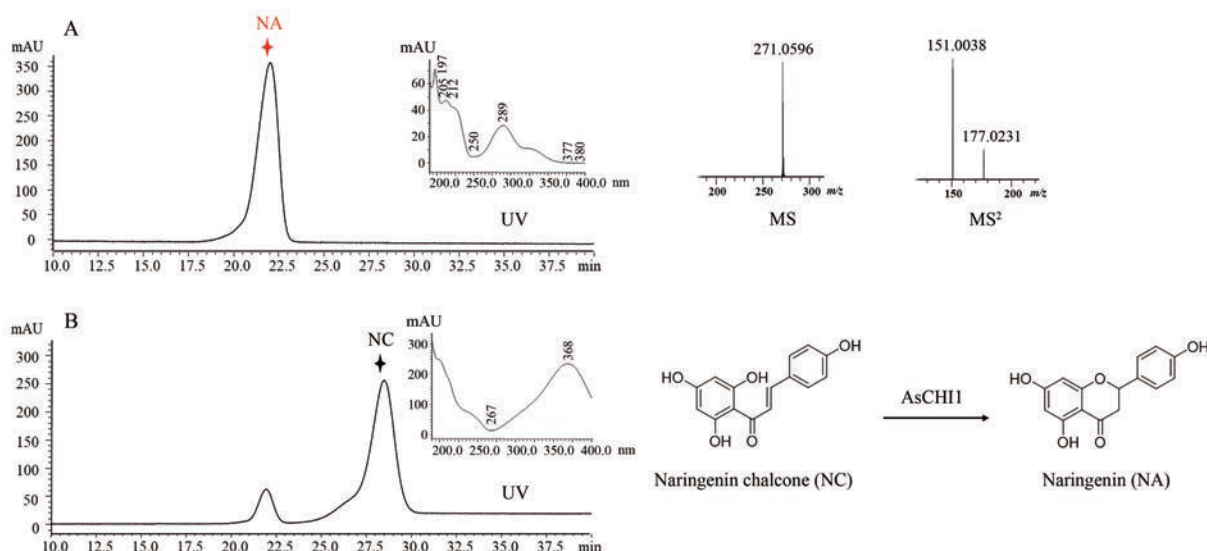 A
NA
mAU
350
300
250
200
150
100
50
0
10.0 12.5 15.0 17.5 20.0 22.5 25.0 27.5 30.0 32.5 35.0 37.5 min
UV
mAU
60
40
20
0
197
205
212
250
289
377
380
200.0 250.0 300.0 350.0 400.0 nm
271.0596
200 250 300 m/z
MS
151.0038
177.0231
150 200 m/z
MS²
B
NC
mAU
300
250
200
150
100
50
0
10.0 12.5 15.0 17.5 20.0 22.5 25.0 27.5 30.0 32.5 35.0 37.5 min
UV
mAU
300
200
100
0
267
368
200.0 250.0 300.0 350.0 400.0 nm
HO
OH
OH
OH
O
Naringenin chalcone (NC)
AsCHI1
HO
O
OH
OH
O
Naringenin (NA)